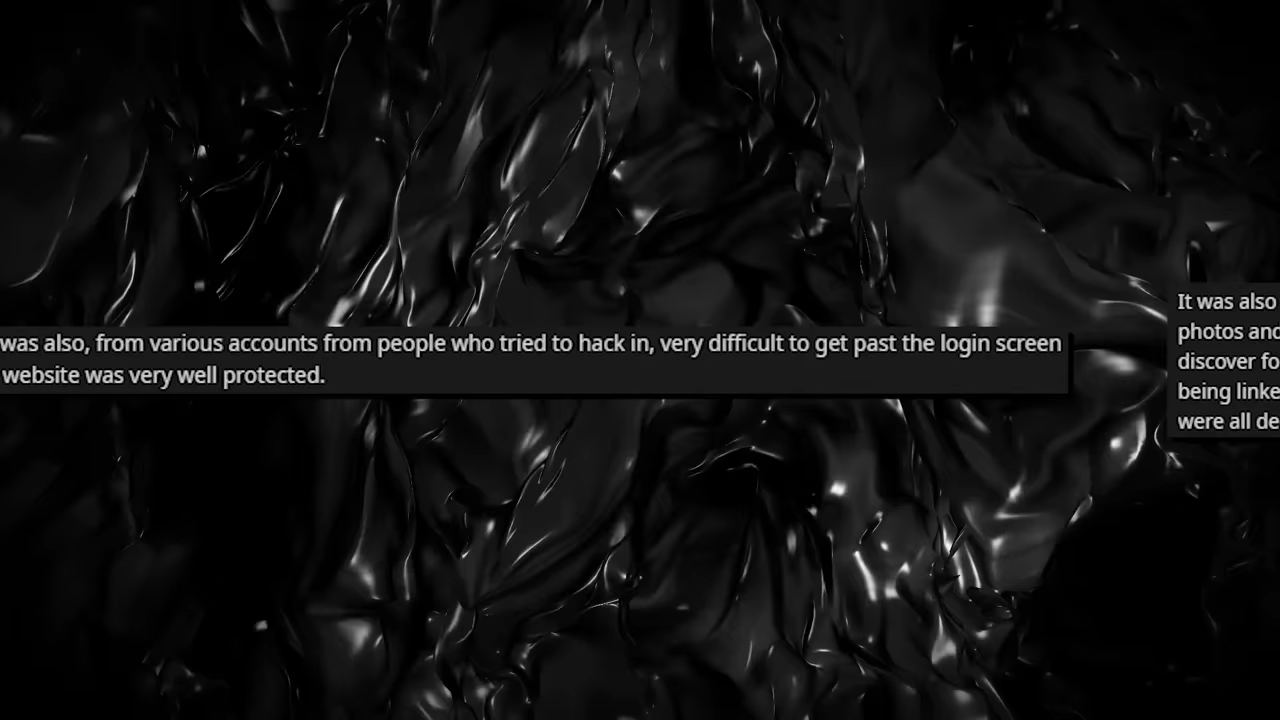 was also, from various accounts from people who tried to hack in, very difficult to get past the login screen
website was very well protected.
It was also
photos and
discover fo
being linke
were all de